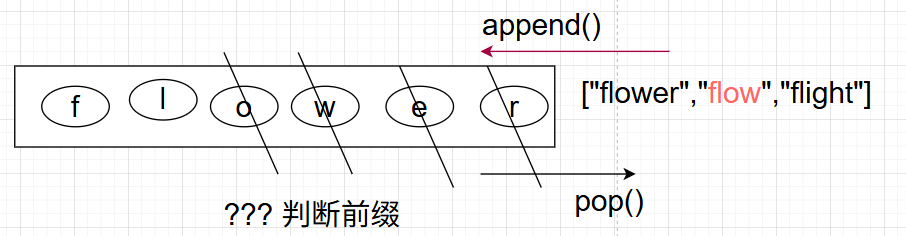 append()
f l o w e r
["flower","flow","flight"]
pop()
??? 判断前缀